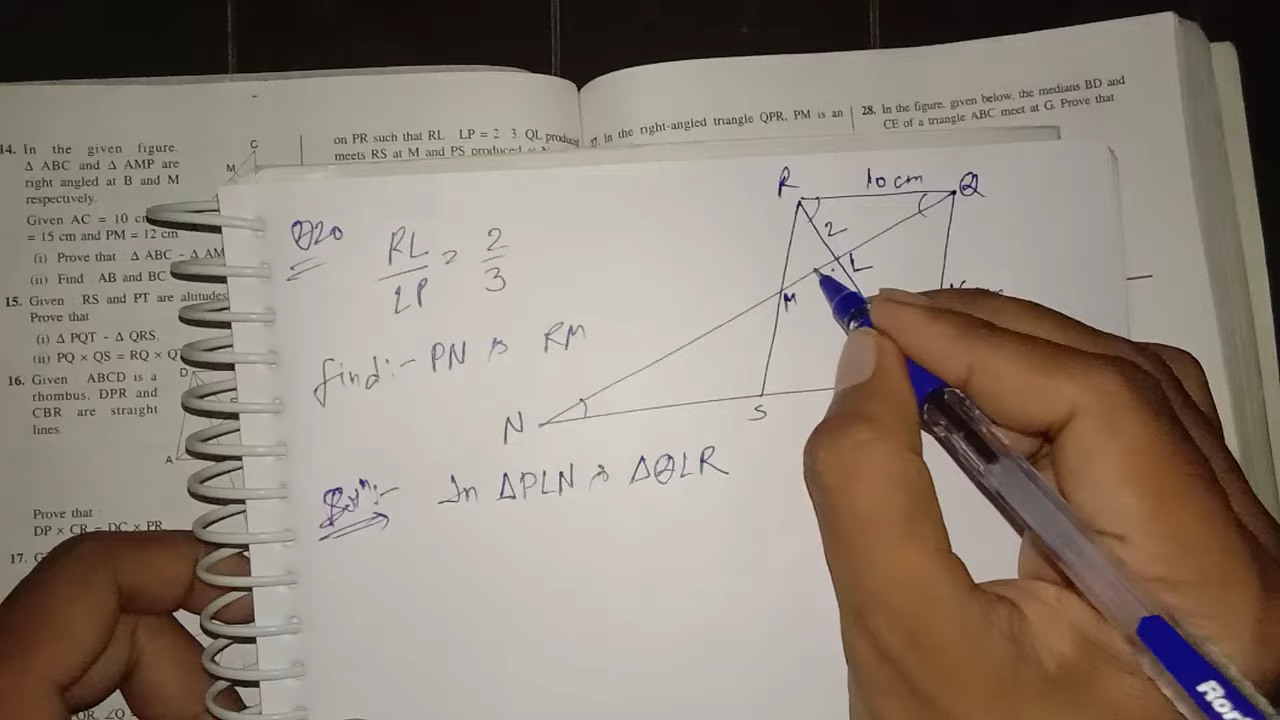 14. In the given figure.
Δ ABC and Δ AMP are
right angled at B and M
respectively.
Given AC = 10
= 15 cm and PM = 12 cm.
(i) Prove that : Δ ABC ~ Δ AM
(ii) Find : AB and BC
15. Given : RS and PT are altitudes
Prove that :
(i) Δ PQT ~ Δ QRS.
(ii) PQ × QS = RQ × Q
16. Given : ABCD is a
rhombus. DPR and
CBR are straight
lines.
Prove that :
DP × CR = DC × PR.
17. G
C
M
D
A
on PR such that RL : LP = 2 : 3. QL produced
meets RS at M and PS produced
In the right-angled triangle QPR, PM is an
28. In the figure, given below, the medians BD and
CE of a triangle ABC meet at G. Prove that
Q20
RL/LP = 2/3
find:- PN & RM
Sol^n:- In ΔPLN & ΔQLR
R 10 cm Q
2
L
M
N
S
OR, ∠Q